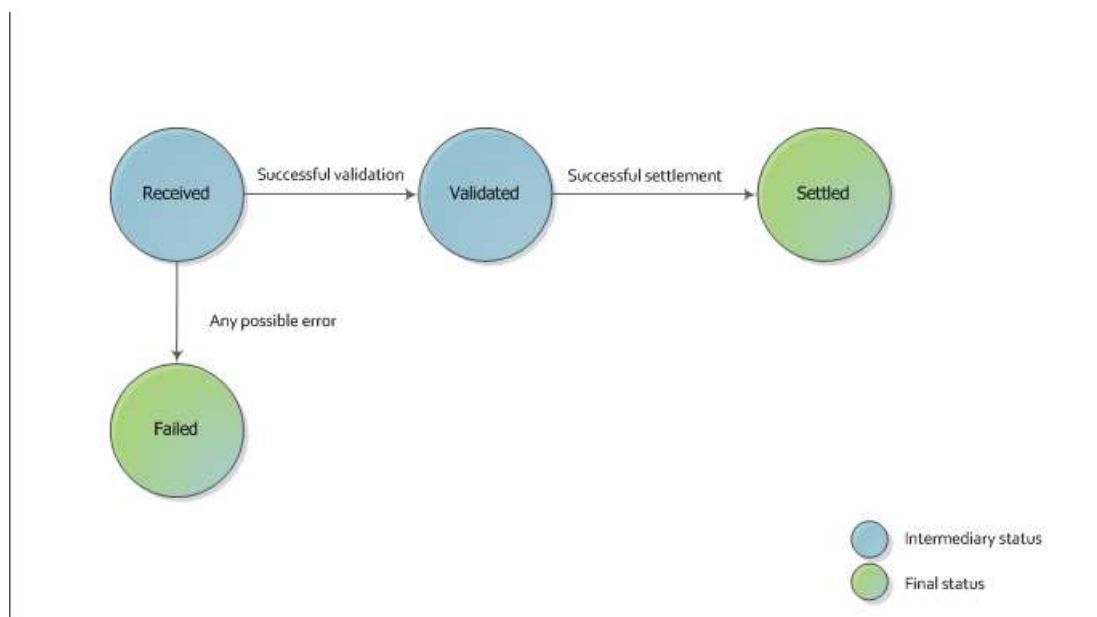 Successful validation
Successful settlement
Received
Validated
Settled
Any possible error
Failed
Intermediary status
Final status